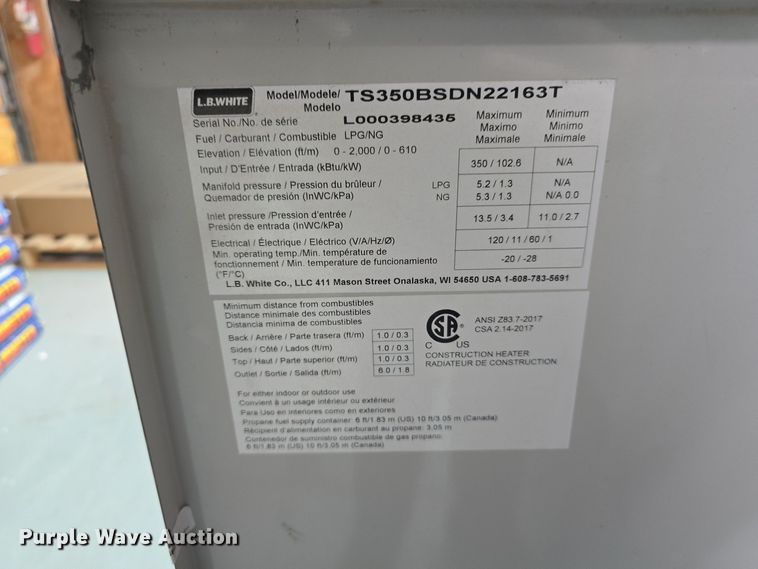 L.B.WHITE
Model/Modele/ Modelo TS350BSDN22163T
Serial No./No. de série L000398435
Fuel / Carburant / Combustible LPG/NG
Maximum Maximo Maximale
Minimum Minimo Minimale
Elevation / Elévation (ft/m) 0 - 2,000 / 0 - 610
Input / D'Entrée / Entrada (kBtu/kW) 350 / 102.6 N/A
Manifold pressure / Pression du brûleur / LPG 5.2 / 1.3 N/A
Quemador de presión (InWC/kPa) NG 5.3 / 1.3 N/A 0.0
Inlet pressure /Pression d'entrée /
Presión de entrada (InWC/kPa) 13.5 / 3.4 11.0 / 2.7
Electrical / Électrique / Eléctrico (V/A/Hz/Ø) 120 / 11 / 60 / 1
Min. operating temp./Min. température de
fonctionnement / Min. temperature de funcionamiento -20 / -28
(°F/°C)
L.B. White Co., LLC 411 Mason Street Onalaska, WI 54650 USA 1-608-783-5691
Minimum distance from combustibles
Distance minimale des combustibles
Distancia minima de combustibles
Back / Arrière / Parte trasera (ft/m) 1.0 / 0.3
Sides / Côté / Lados (ft/m) 1.0 / 0.3
Top / Haut / Parte superior (ft/m) 1.0 / 0.3
Outlet / Sortie / Salida (ft/m) 6.0 / 1.8
SA ®
C US
ANSI Z83.7-2017
CSA 2.14-2017
CONSTRUCTION HEATER
RADIATEUR DE CONSTRUCTION
For either indoor or outdoor use
Convient à un usage intérieur ou extérieur
Para Uso en interiores como en exteriores
Propane fuel supply container: 6 ft/1.83 m (US) 10 ft/3.05 m (Canada)
Récipient d'alimentation en carburant au propane: 3.05 m
Contenedor de suministro combustible de gas propano:
6 ft/1.83 m (US) 10 ft/3.05 m (Canada)
Purple Wave Auction